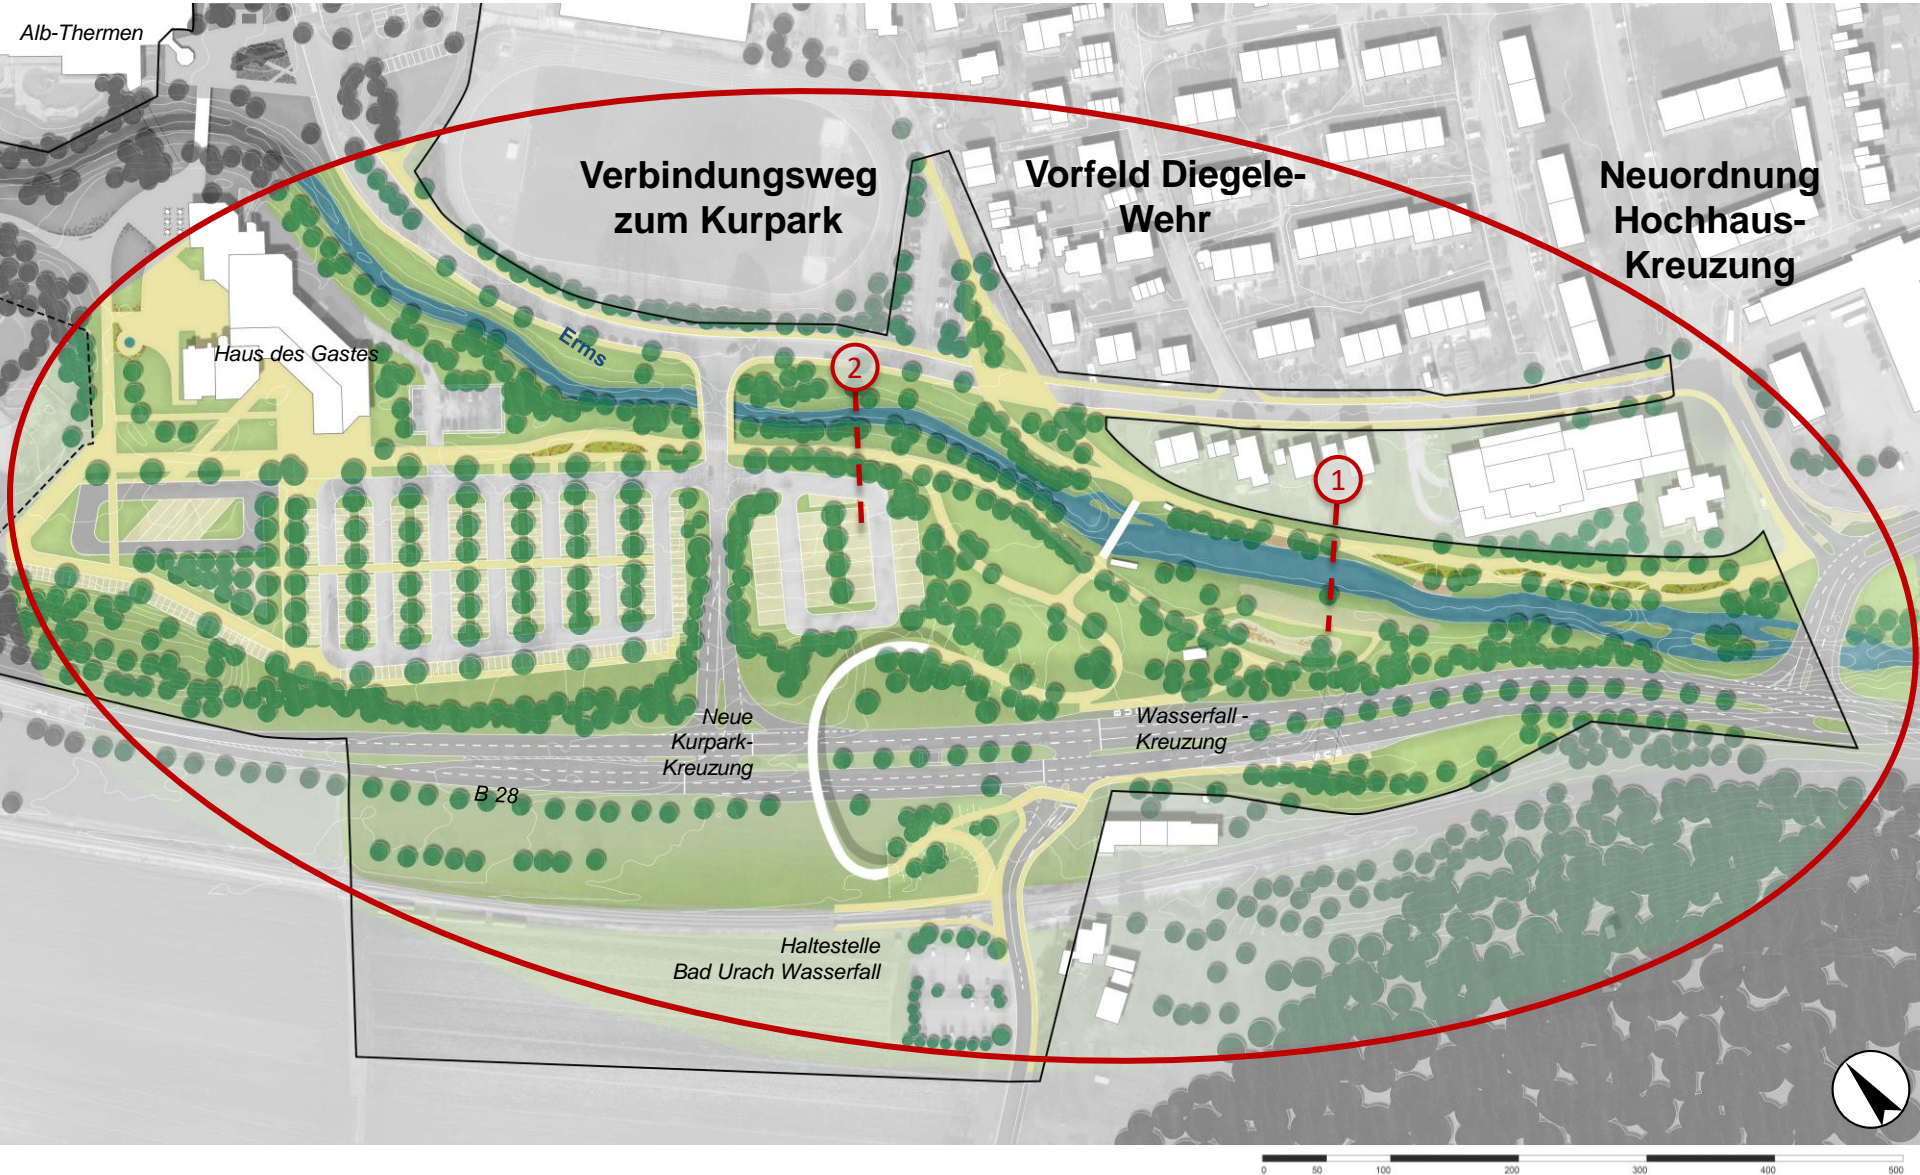 Alb-Thermen
Verbindungsweg
zum Kurpark
Vorfeld Diegele-
Wehr
Neuordnung
Hochhaus-
Kreuzung
Erms
Haus des Gastes
2
1
Neue
Kurpark-
Kreuzung
Wasserfall -
Kreuzung
B 28
Haltestelle
Bad Urach Wasserfall
0 50 100 200 300 400 500